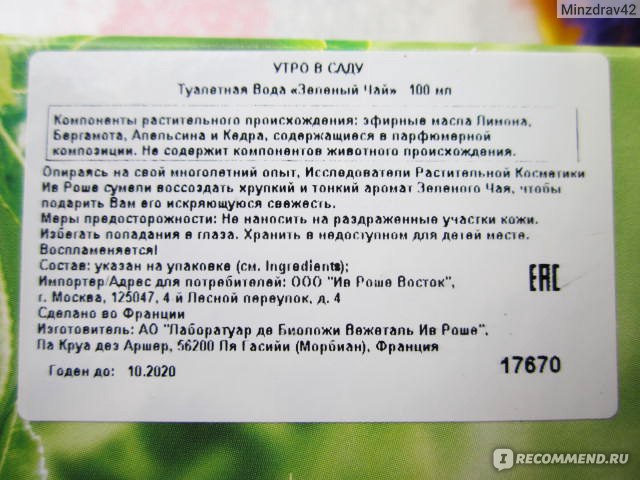 Minzdrav42
УТРО В САДУ
Туалетная Вода «Зеленый Чай» 100 мл
Компоненты растительного происхождения: эфирные масла Лимона,
Бергамота, Апельсина и Кедра, содержащиеся в парфюмерной
композиции. Не содержит компонентов животного происхождения.
Опираясь на свой многолетний опыт, Исследователи Растительной Косметики
Ив Роше сумели воссоздать хрупкий и тонкий аромат Зеленого Чая, чтобы
подарить Вам его искряющуюся свежесть.
Меры предосторожности: Не наносить на раздраженные участки кожи.
Избегать попадания в глаза. Хранить в недоступном для детей месте.
Воспламеняется!
Состав: указан на упаковке (см. Ingredients);
Импортер/Адрес для потребителей: ООО "Ив Роше Восток",
г. Москва, 125047, 4 й Лесной переулок, д. 4
Сделано во Франции
Изготовитель: АО "Лаборатуар де Биоложи Вежеталь Ив Роше",
Ла Круа дез Аршер, 56200 Ля Гасийи (Морбиан), Франция
EAC
Годен до: 10.2020
17670
IRECOMMEND.RU